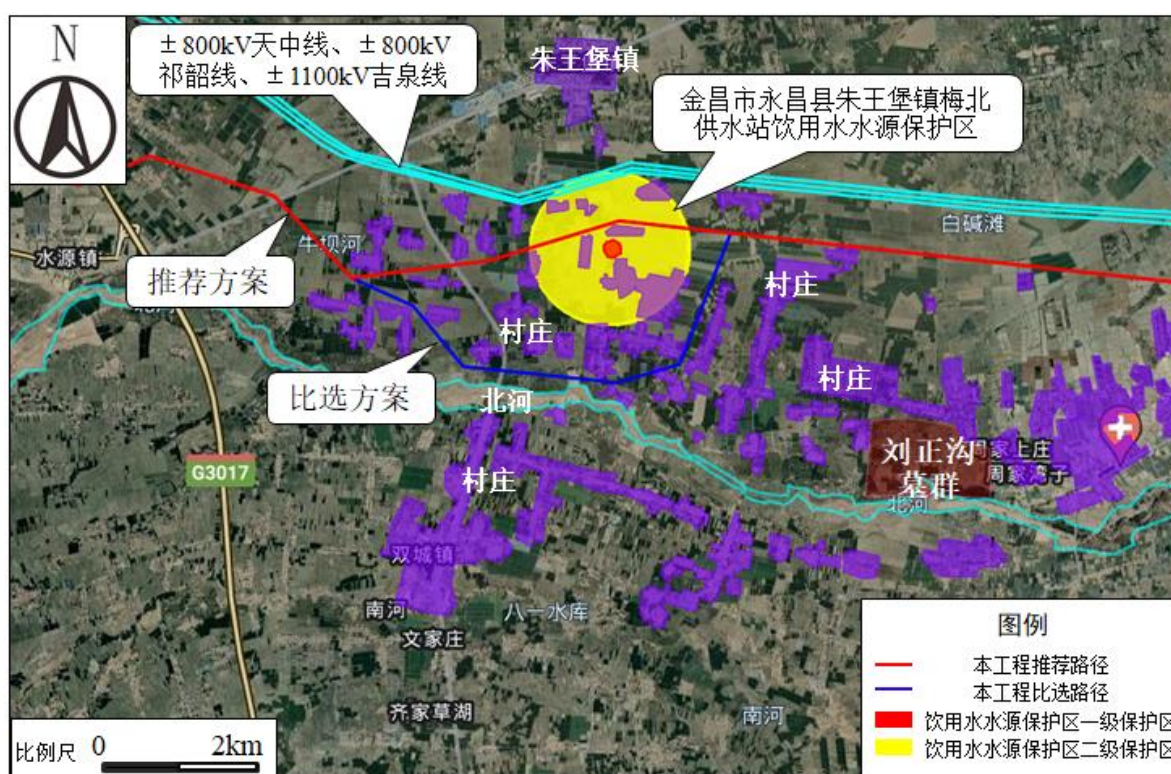 N
±800kV天中线、±800kV
祁韶线、±1100kV吉泉线
朱王堡镇
金昌市永昌县朱王堡镇梅北
供水站饮用水水源保护区
白碱滩
牛坝河
水源镇
推荐方案
村庄
村庄
村庄
比选方案
北河
刘正沟
墓群
周家上庄
周家湾子
北河
G3017
村庄
双城镇
南河
八一水库
文家庄
齐家草湖
南河
图例
本工程推荐路径
本工程比选路径
饮用水水源保护区一级保护区
饮用水水源保护区二级保护区
比例尺 0 2km